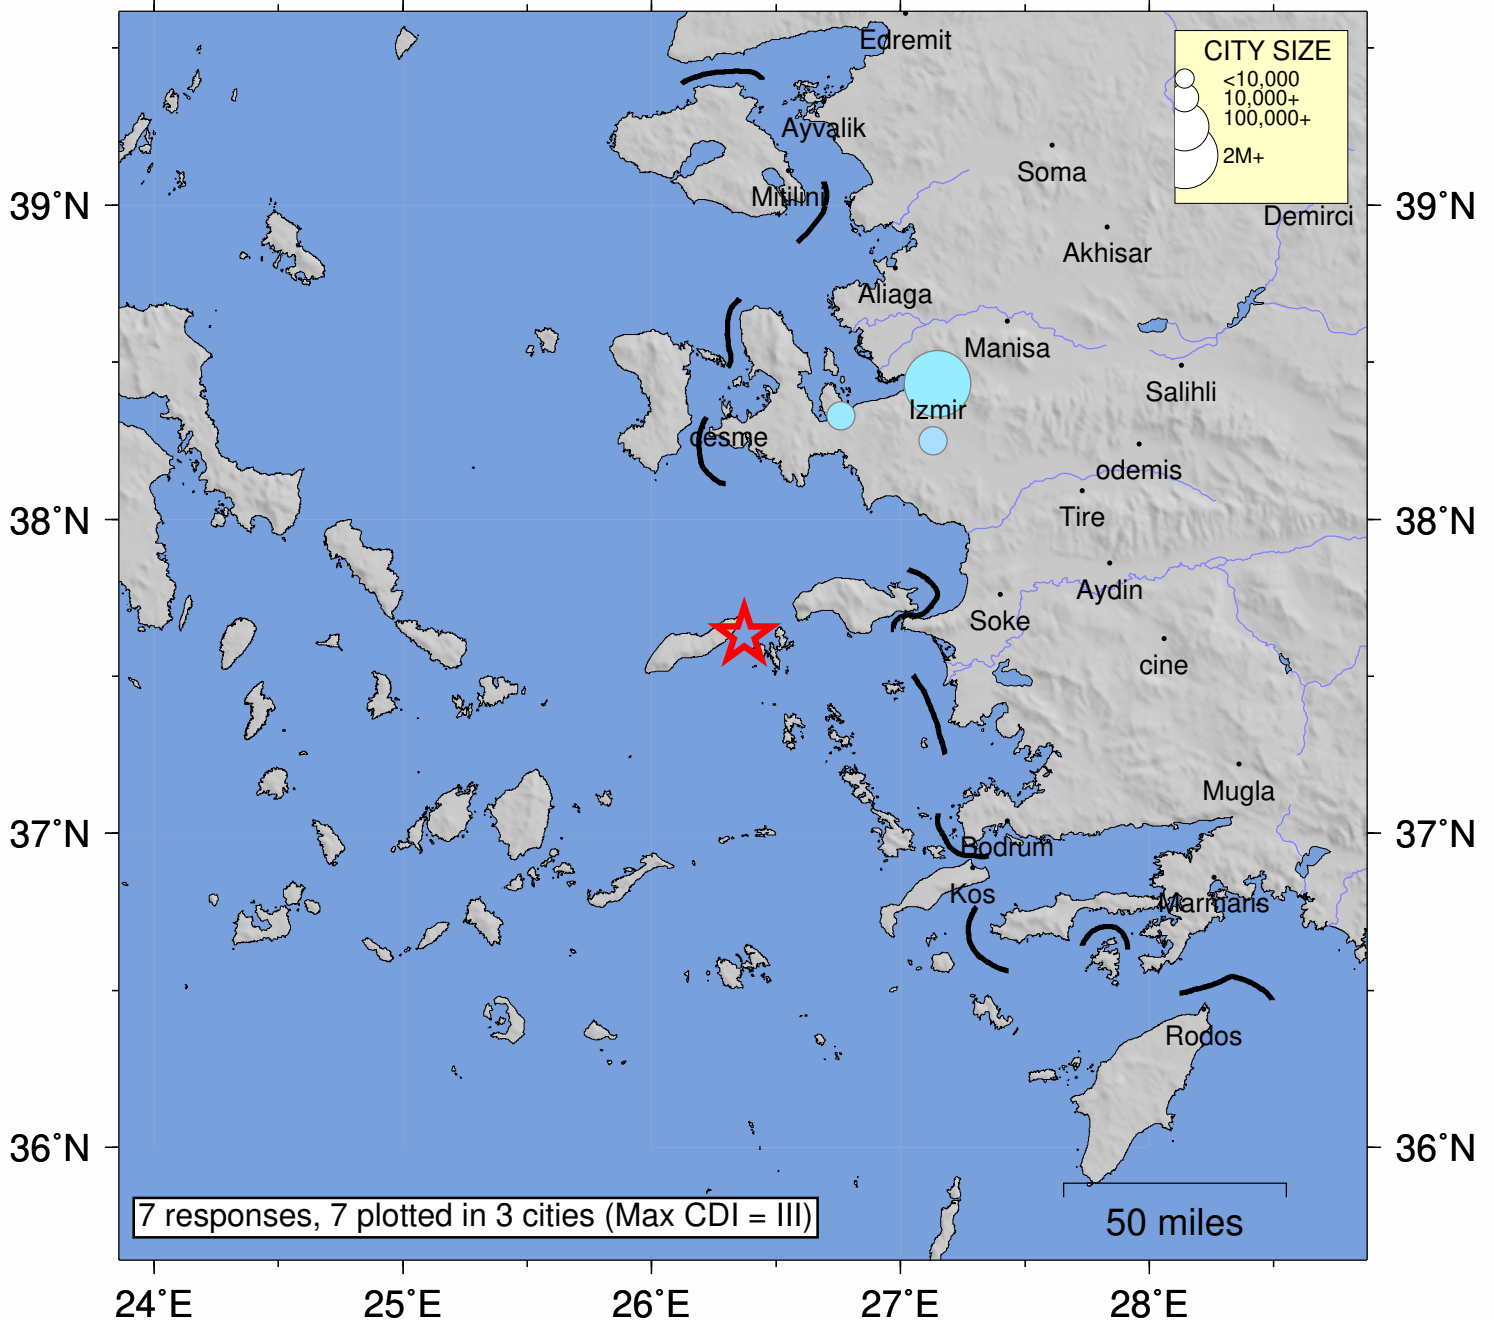 Edremit
CITY SIZE
<10,000
10,000+
100,000+
2M+
Ayvalik
Soma
Mitilini
39°N
39°N
Demirci
Akhisar
Aliaga
Manisa
Salihli
Izmir
cesme
odemis
38°N
38°N
Tire
Aydin
Soke
cine
Mugla
37°N
37°N
Bodrum
Kos
Marmaris
Rodos
36°N
36°N
7 responses, 7 plotted in 3 cities (Max CDI = III)
50 miles
24°E
25°E
26°E
27°E
28°E